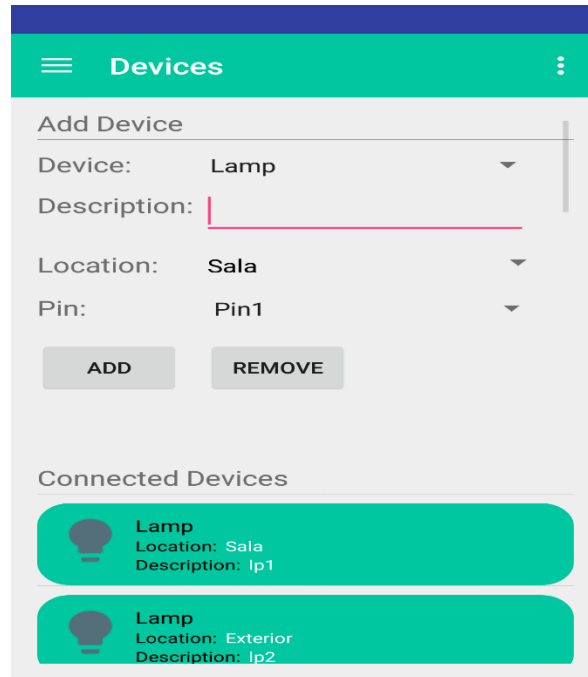 Devices
Add Device
Device: Lamp
Description:
Location: Sala
Pin: Pin1
ADD REMOVE
Connected Devices
Lamp
Location: Sala
Description: lp1
Lamp
Location: Exterior
Description: lp2